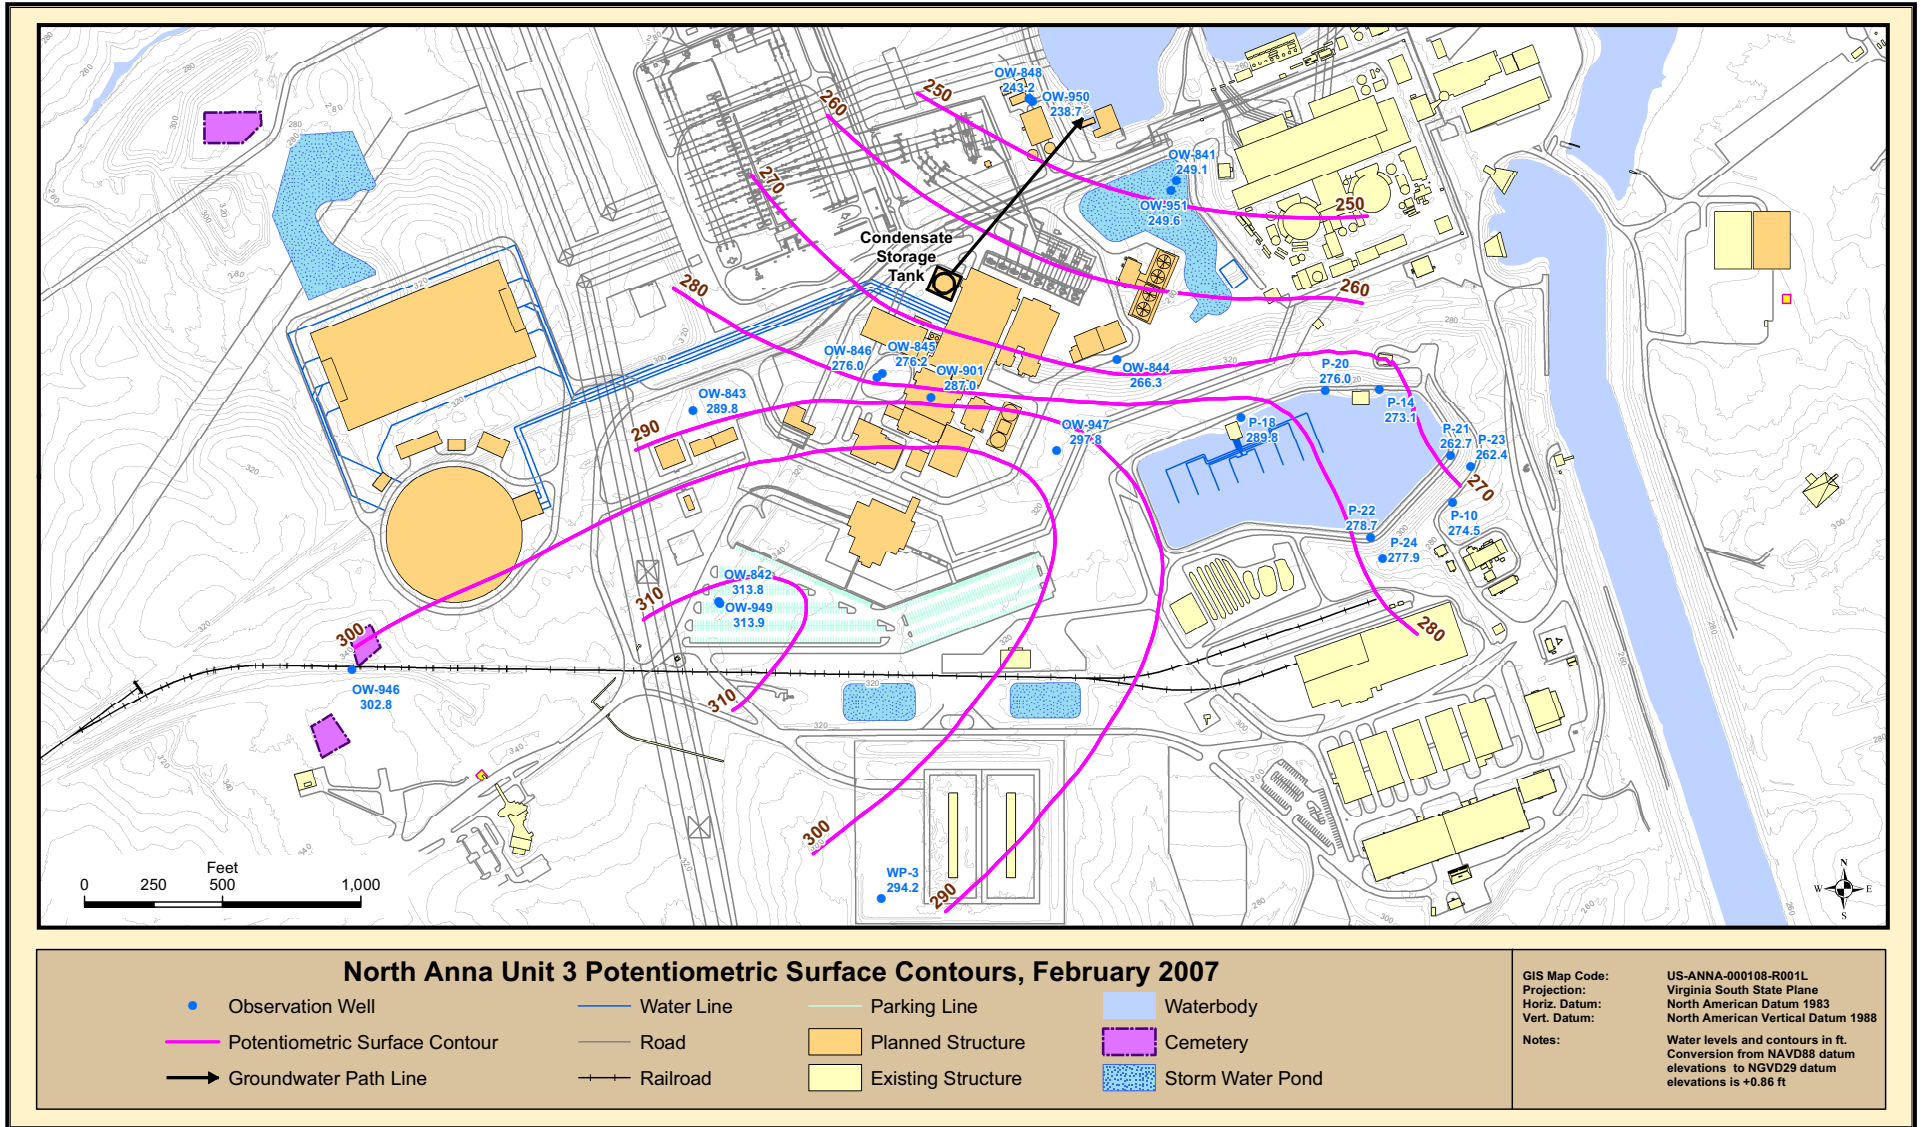 OW-848
243.2
OW-950
238.7
250
260
270
OW-841
249.1
OW-951
249.6
250
Condensate
Storage
Tank
280
260
OW-846
276.0
OW-845
276.2
OW-901
287.0
OW-844
266.3
P-20
276.0
P-14
273.1
OW-843
289.8
290
OW-947
297.8
P-18
289.8
P-21
262.7
P-23
262.4
270
P-10
274.5
P-22
278.7
P-24
277.9
OW-842
313.8
OW-949
313.9
310
300
280
OW-946
302.8
310
300
WP-3
294.2
290
Feet
0 250 500 1,000
N
W E
S
North Anna Unit 3 Potentiometric Surface Contours, February 2007
Observation Well
Potentiometric Surface Contour
Groundwater Path Line
Water Line
Road
Railroad
Parking Line
Planned Structure
Existing Structure
Waterbody
Cemetery
Storm Water Pond
GIS Map Code: US-ANNA-000108-R001L
Projection: Virginia South State Plane
Horiz. Datum: North American Datum 1983
Vert. Datum: North American Vertical Datum 1988
Notes: Water levels and contours in ft.
Conversion from NAVD88 datum
elevations to NGVD29 datum
elevations is +0.86 ft